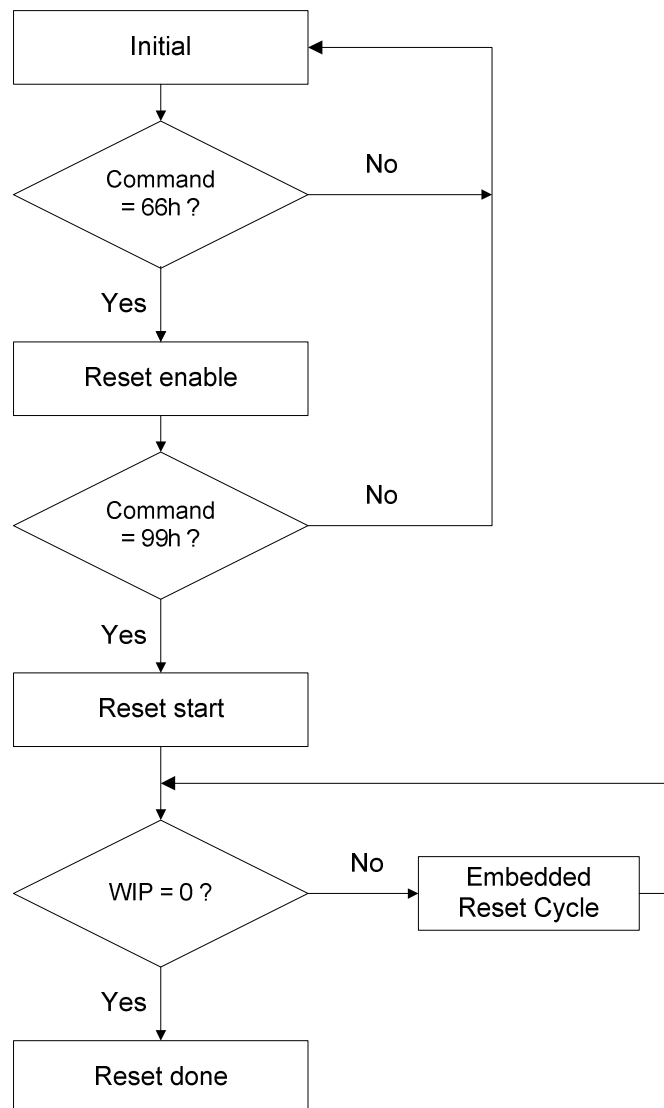 Initial
Command
= 66h ?
No
Yes
Reset enable
Command
= 99h ?
No
Yes
Reset start
WIP = 0 ?
No
Embedded
Reset Cycle
Yes
Reset done